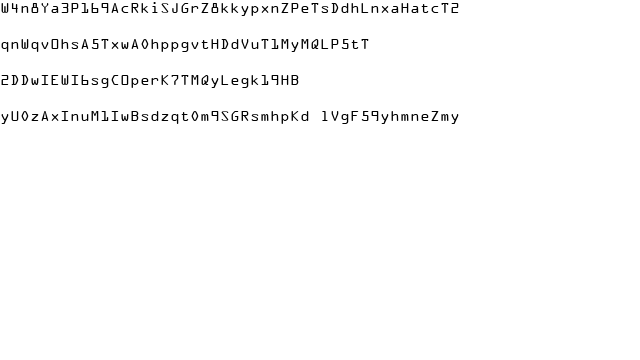 W4n8Ya3P169AcRkiSJGrZ8kkypxnZPeTsDdhLnxaHatcT2
qnWqvOhsA5TxwA0hppgvtHDdVuT1MyMQLP5tT
2DDwIEWI6sgCOperK7TMQyLegk19HB
yU0zAxInuM1IwBsdzqt0m9SGRsmhpKd lVgF59yhmneZmy